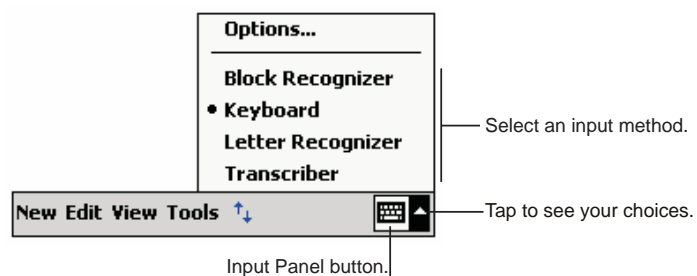 Options...
Block Recognizer
Keyboard
Letter Recognizer
Transcriber
Select an input method.
New Edit View Tools
Tap to see your choices.
Input Panel button.